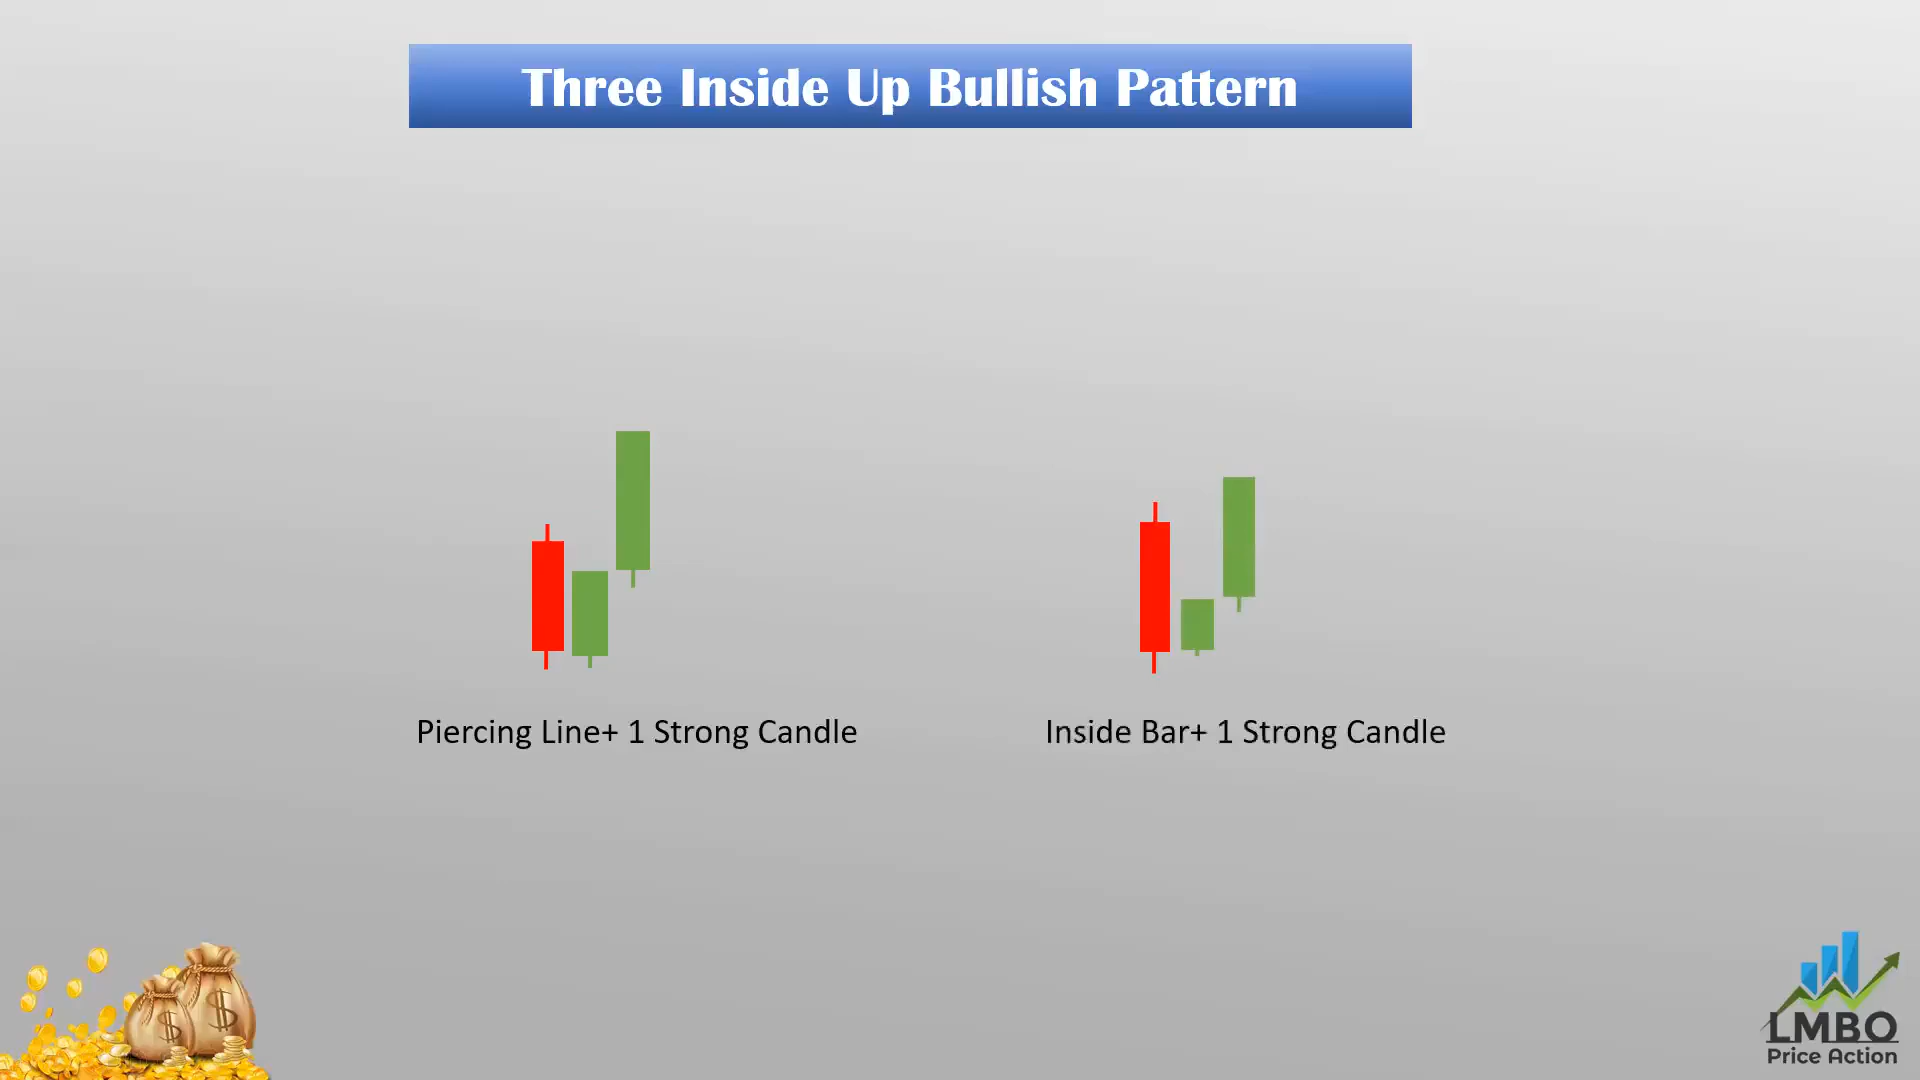 Three Inside Up Bullish Pattern
Piercing Line+ 1 Strong Candle
Inside Bar+ 1 Strong Candle
$
$
LMBO
Price Action